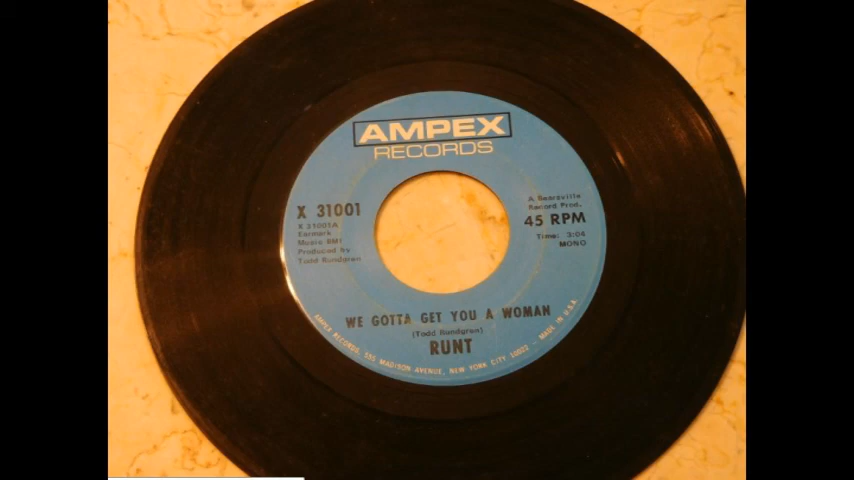 AMPEX
RECORDS
X 31001
X 31001A
Earmark
Music BMI
Produced by
Todd Rundgren
A Bearsville
Record Prod.
45 RPM
Time: 3:04
MONO
WE GOTTA GET YOU A WOMAN
(Todd Rundgren)
RUNT
AMPEX RECORDS, 555 MADISON AVENUE, NEW YORK CITY 10022 - MADE IN U.S.A.